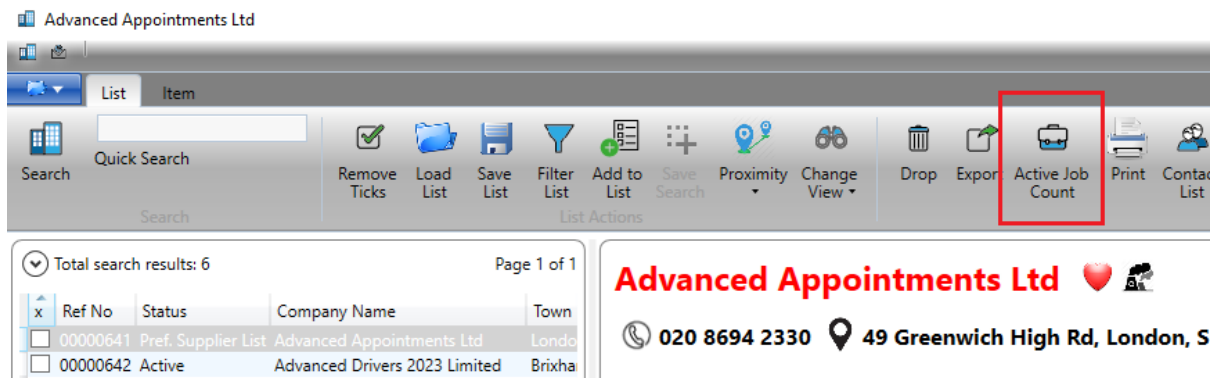 Advanced Appointments Ltd
List Item
Search
Quick Search
Search
Remove Ticks
Load List
Save List
Filter List
Add to List
Save Search
Proximity
Change View
List Actions
Drop
Export
Active Job Count
Print
Contac List
Total search results: 6 Page 1 of 1
x Ref No Status Company Name Town
00000641 Pref. Supplier List Advanced Appointments Ltd Londo
00000642 Active Advanced Drivers 2023 Limited Brixha
Advanced Appointments Ltd
020 8694 2330 49 Greenwich High Rd, London, S